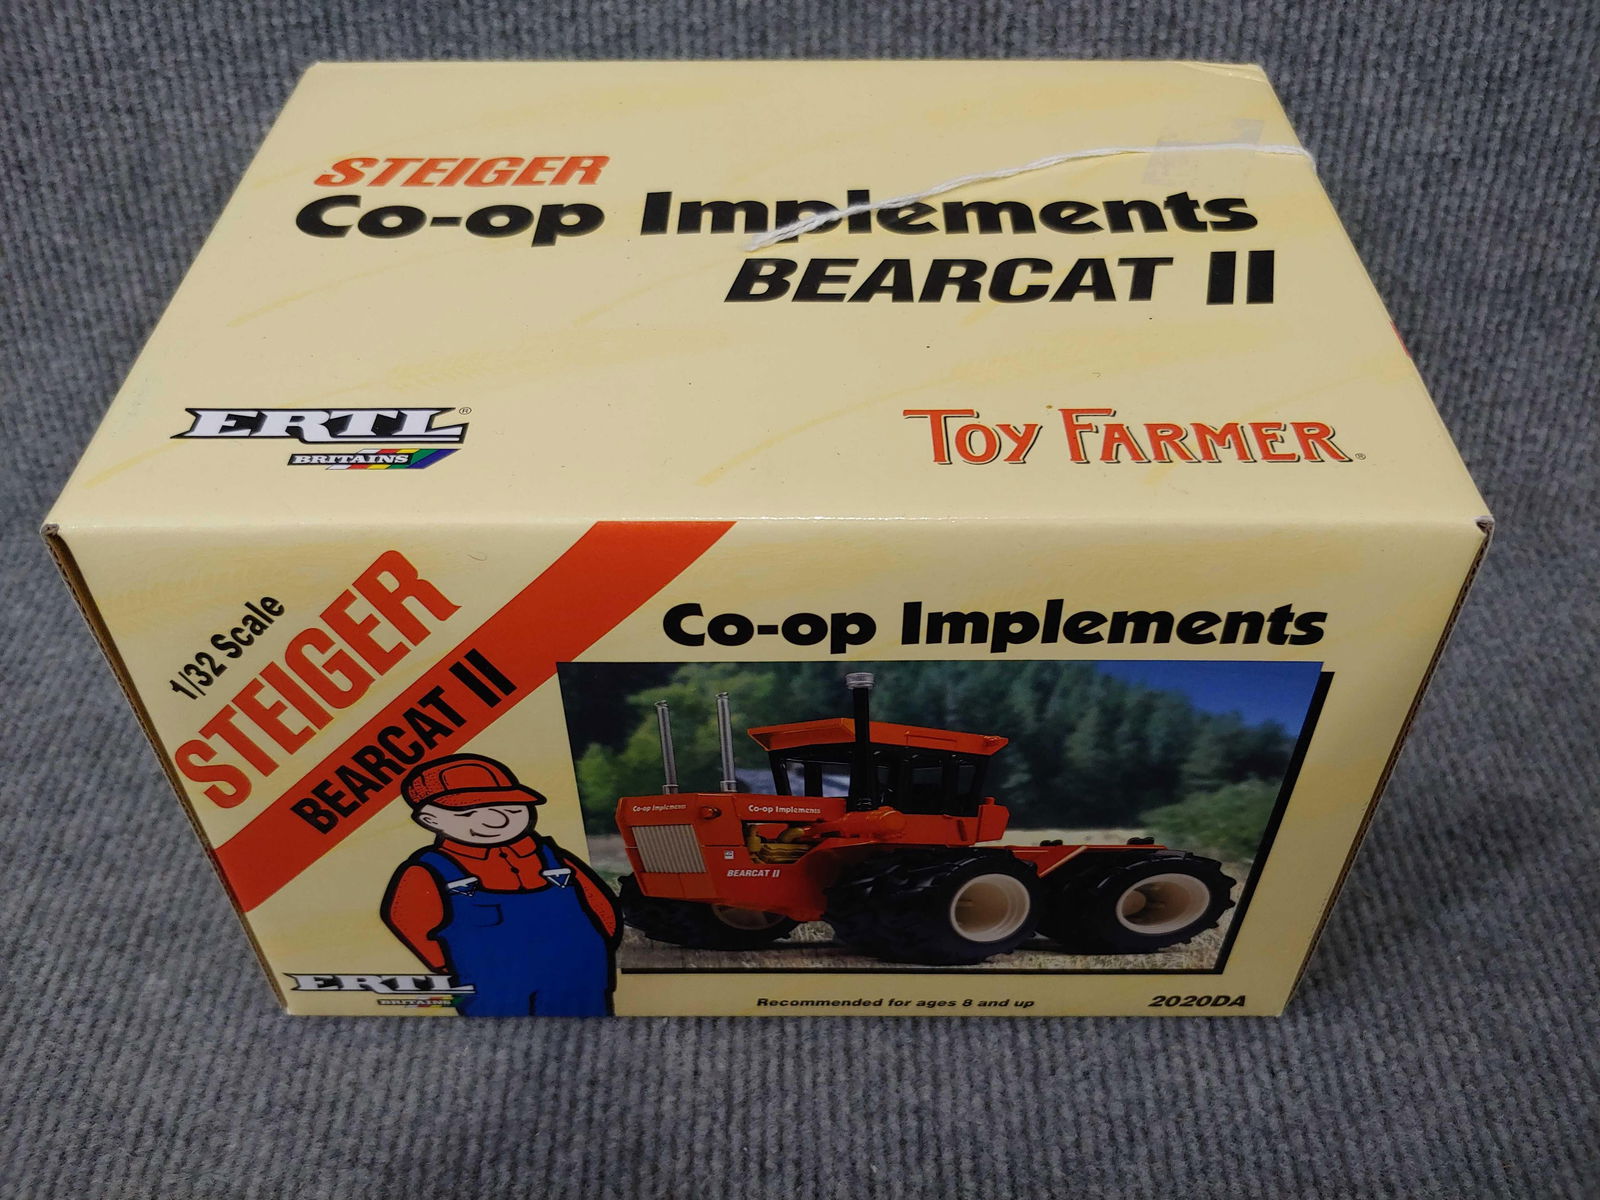 STEIGER
Co-op Implements
BEARCAT II
ERTL®
BRITAINS
TOY FARMER®
1/32 Scale
STEIGER
BEARCAT II
Co-op Implements
Co-op Implements
Co-op Implements
BEARCAT II
ERTL
BRITAINS
Recommended for ages 8 and up
2020DA